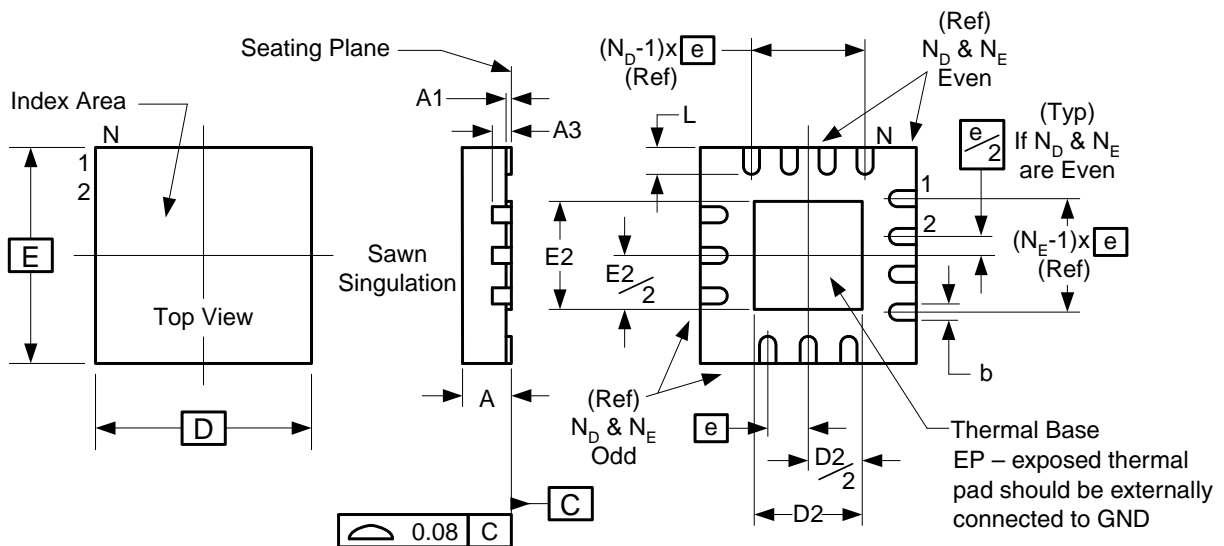 Index Area
N
1
2
E
Top View
D
Seating Plane
A1
A3
Sawn
Singulation
A
C
0.08 C
(N_D-1)x e
(Ref)
L
(Ref)
N_D & N_E
Even
N
1
2
e/2
(Typ)
If N_D & N_E
are Even
(N_E-1)x e
(Ref)
E2
E2/2
b
(Ref)
N_D & N_E
Odd
e
D2/2
D2
Thermal Base
EP – exposed thermal
pad should be externally
connected to GND